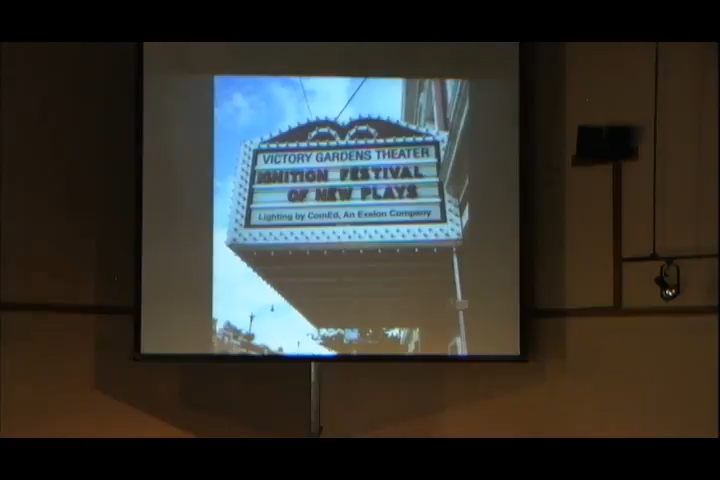 VICTORY GARDENS THEATER
IGNITION FESTIVAL
OF NEW PLAYS
Lighting by ComEd, An Exelon Company